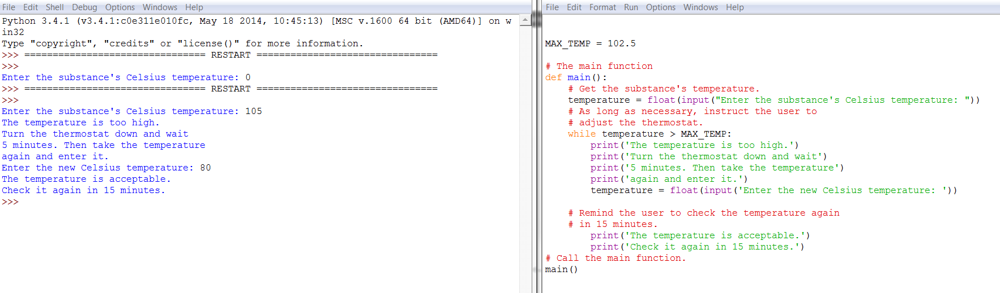 File Edit Shell Debug Options Windows Help
Python 3.4.1 (v3.4.1:c0e311e010fc, May 18 2014, 10:45:13) [MSC v.1600 64 bit (AMD64)] on w
in32
Type "copyright", "credits" or "license()" for more information.
>>> ================================ RESTART ================================
>>>
Enter the substance's Celsius temperature: 0
>>> ================================ RESTART ================================
>>>
Enter the substance's Celsius temperature: 105
The temperature is too high.
Turn the thermostat down and wait
5 minutes. Then take the temperature
again and enter it.
Enter the new Celsius temperature: 80
The temperature is acceptable.
Check it again in 15 minutes.
>>>
File Edit Format Run Options Windows Help
MAX_TEMP = 102.5
# The main function
def main():
    # Get the substance's temperature.
    temperature = float(input("Enter the substance's Celsius temperature: "))
    # As long as necessary, instruct the user to
    # adjust the thermostat.
    while temperature > MAX_TEMP:
        print('The temperature is too high.')
        print('Turn the thermostat down and wait')
        print('5 minutes. Then take the temperature')
        print('again and enter it.')
        temperature = float(input('Enter the new Celsius temperature: '))
    # Remind the user to check the temperature again
    # in 15 minutes.
        print('The temperature is acceptable.')
        print('Check it again in 15 minutes.')
# Call the main function.
main()